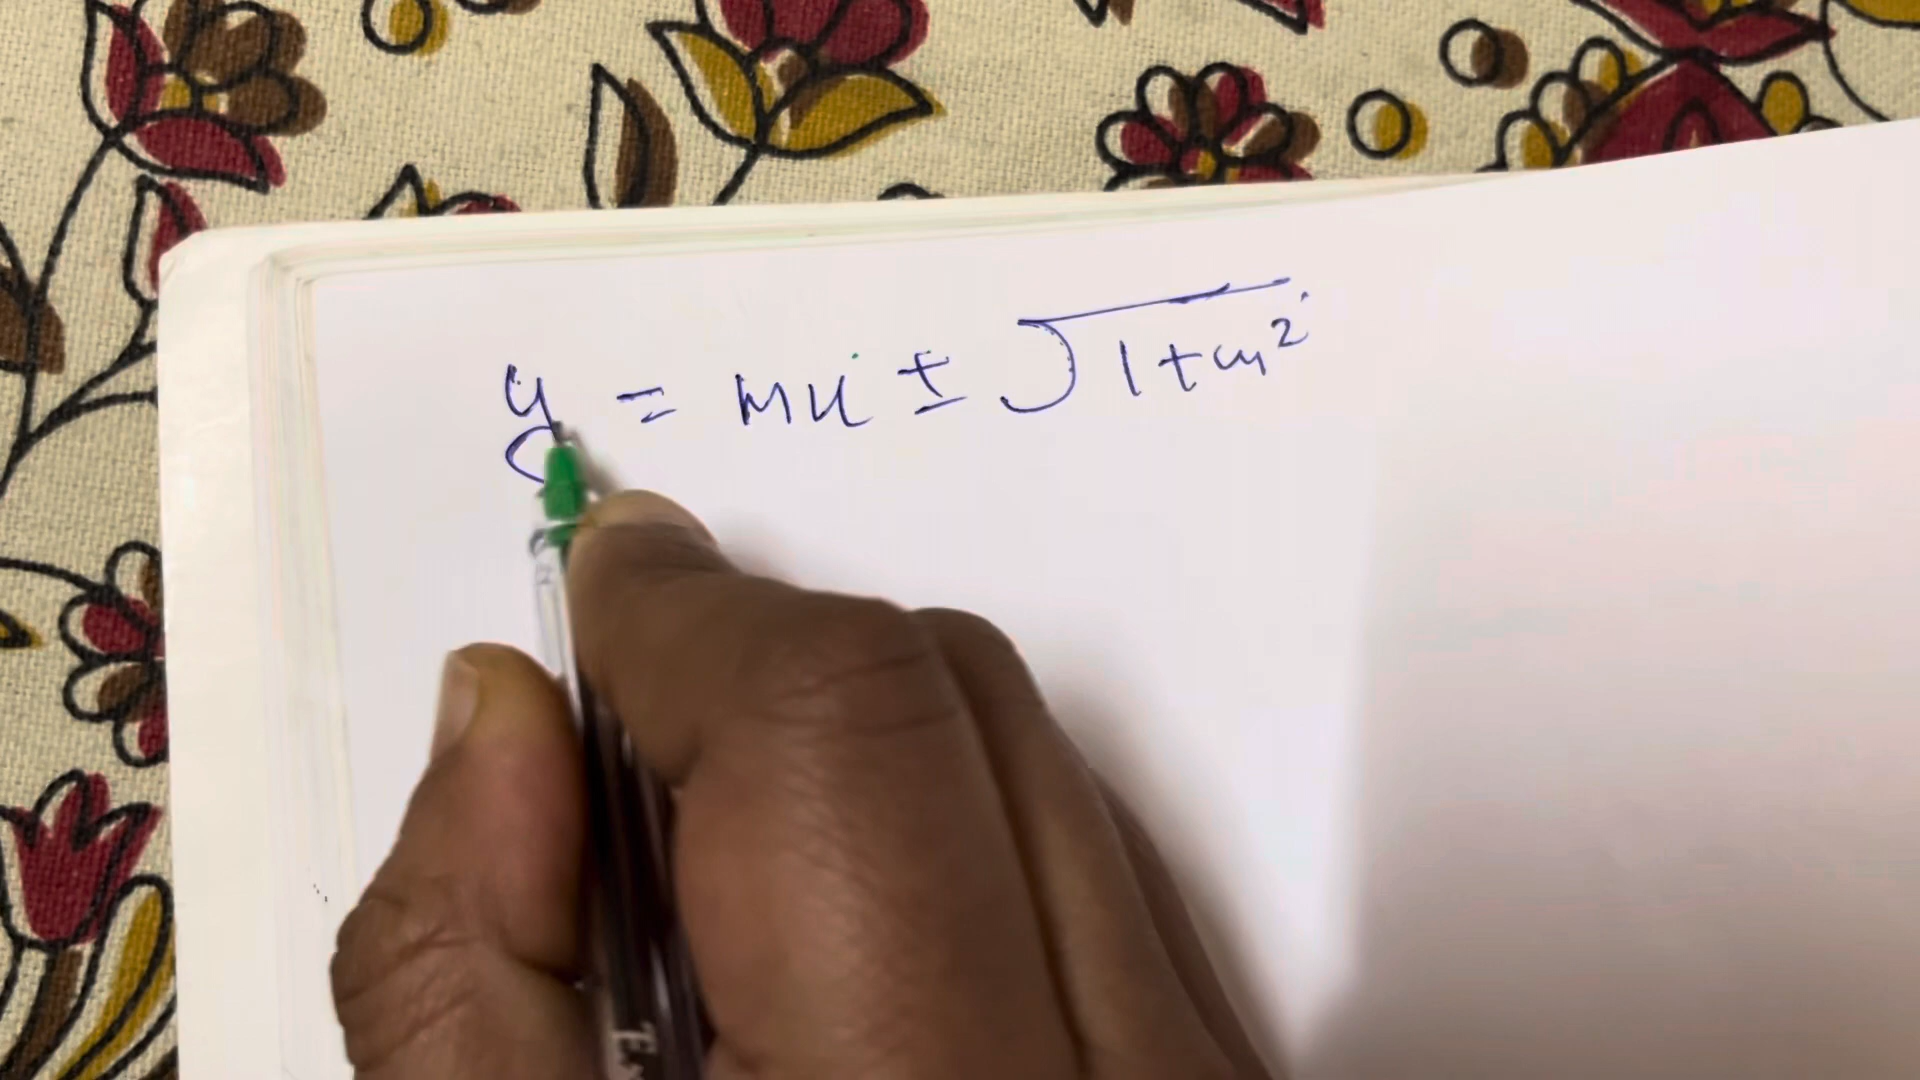 y = mx ± √1+m²